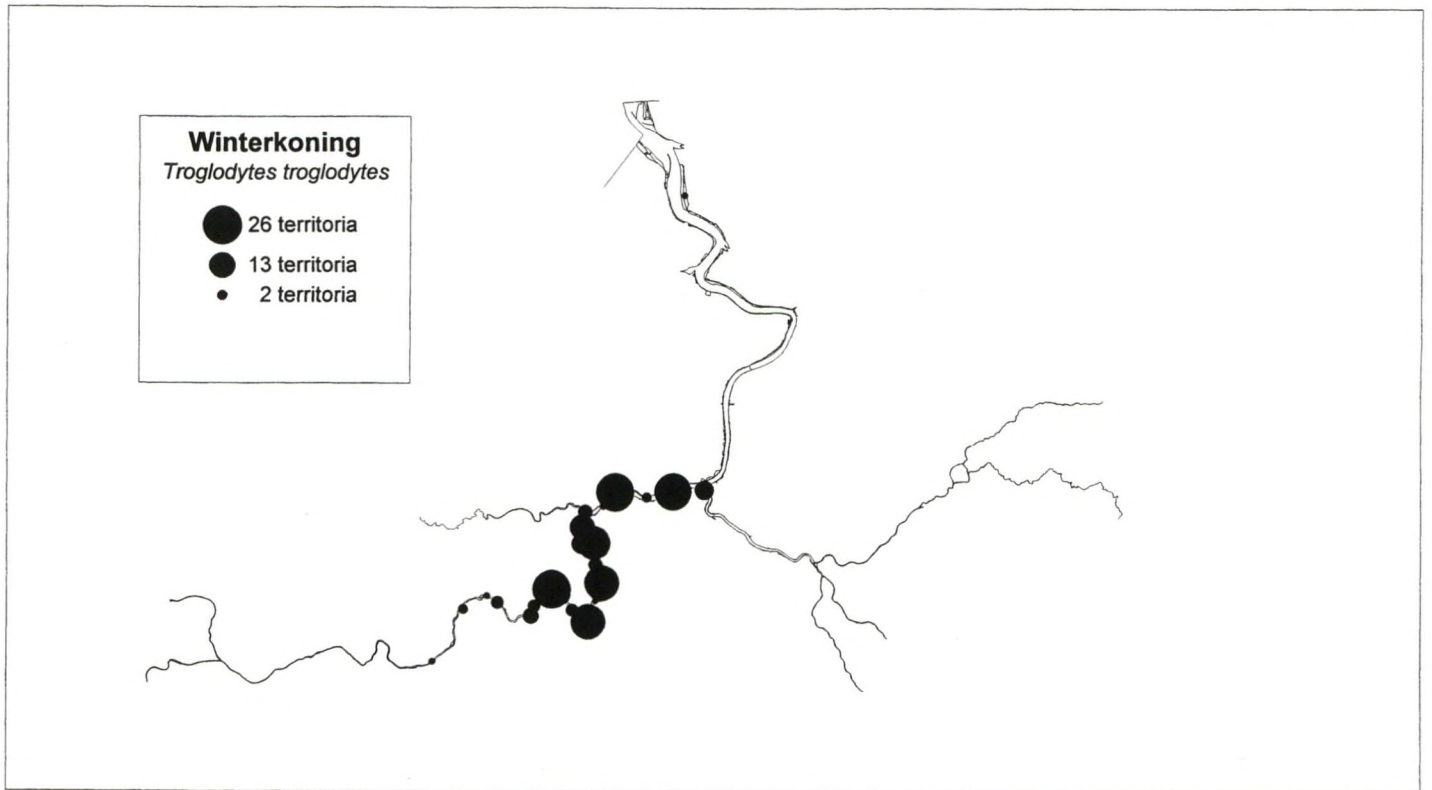 Winterkoning
Troglodytes troglodytes
26 territoria
13 territoria
2 territoria